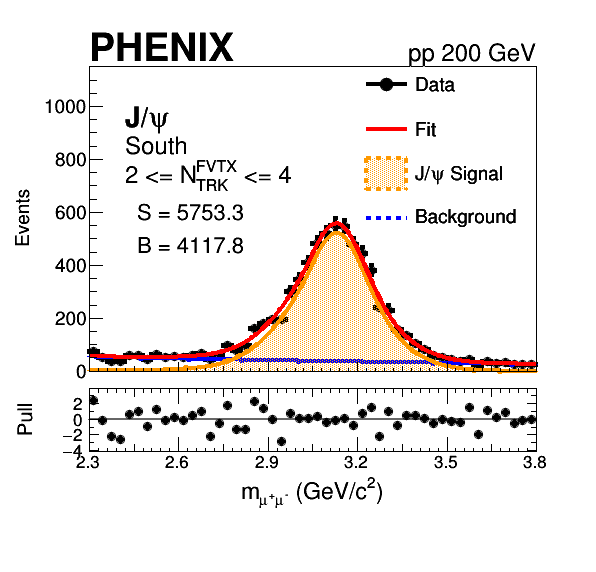 PHENIX pp 200 GeV
Data
Fit
J/ψ Signal
Background
J/ψ
South
2 <= N_TRK^FVTX <= 4
S = 5753.3
B = 4117.8
Events
1000
800
600
400
200
0
Pull
2
0
−2
−4
2.3 2.6 2.9 3.2 3.5 3.8
m_μ⁺μ⁻ (GeV/c²)